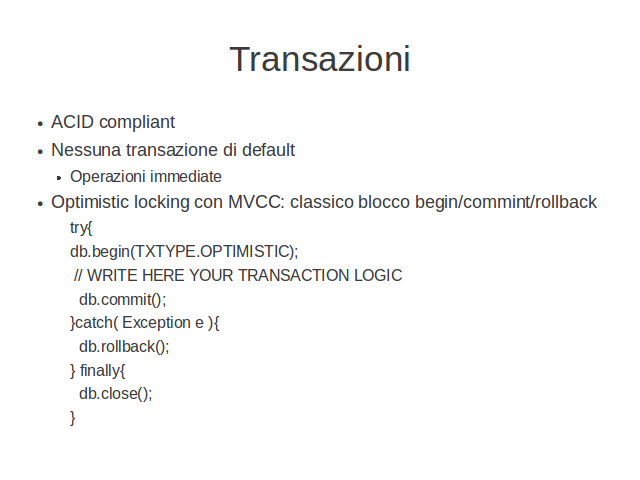 Transazioni
● ACID compliant
● Nessuna transazione di default
● Operazioni immediate
● Optimistic locking con MVCC: classico blocco begin/commint/rollback
try{
db.begin(TXTYPE.OPTIMISTIC);
// WRITE HERE YOUR TRANSACTION LOGIC
db.commit();
}catch( Exception e ){
db.rollback();
} finally{
db.close();
}